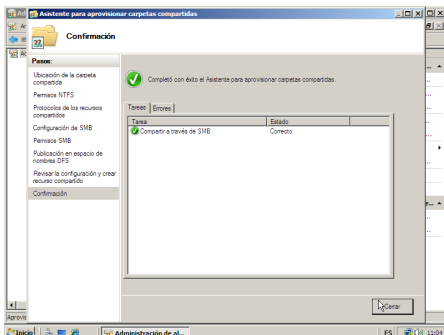 Asistente para aprovisionar carpetas compartidas
Confirmación
Pasos:
Ubicación de la carpeta
compartida
Permisos NTFS
Protocolos de los recursos
compartidos
Configuración de SMB
Permisos SMB
Publicación en espacio de
nombres DFS
Revisar la configuración y crear
recurso compartido
Confirmación
Completó con éxito el Asistente para aprovisionar carpetas compartidas.
Tareas
Errores
Tarea
Estado
Compartir a través de SMB
Correcto
Cerrar
Aprovis
Inicio
Administración de al...
ES
11:04